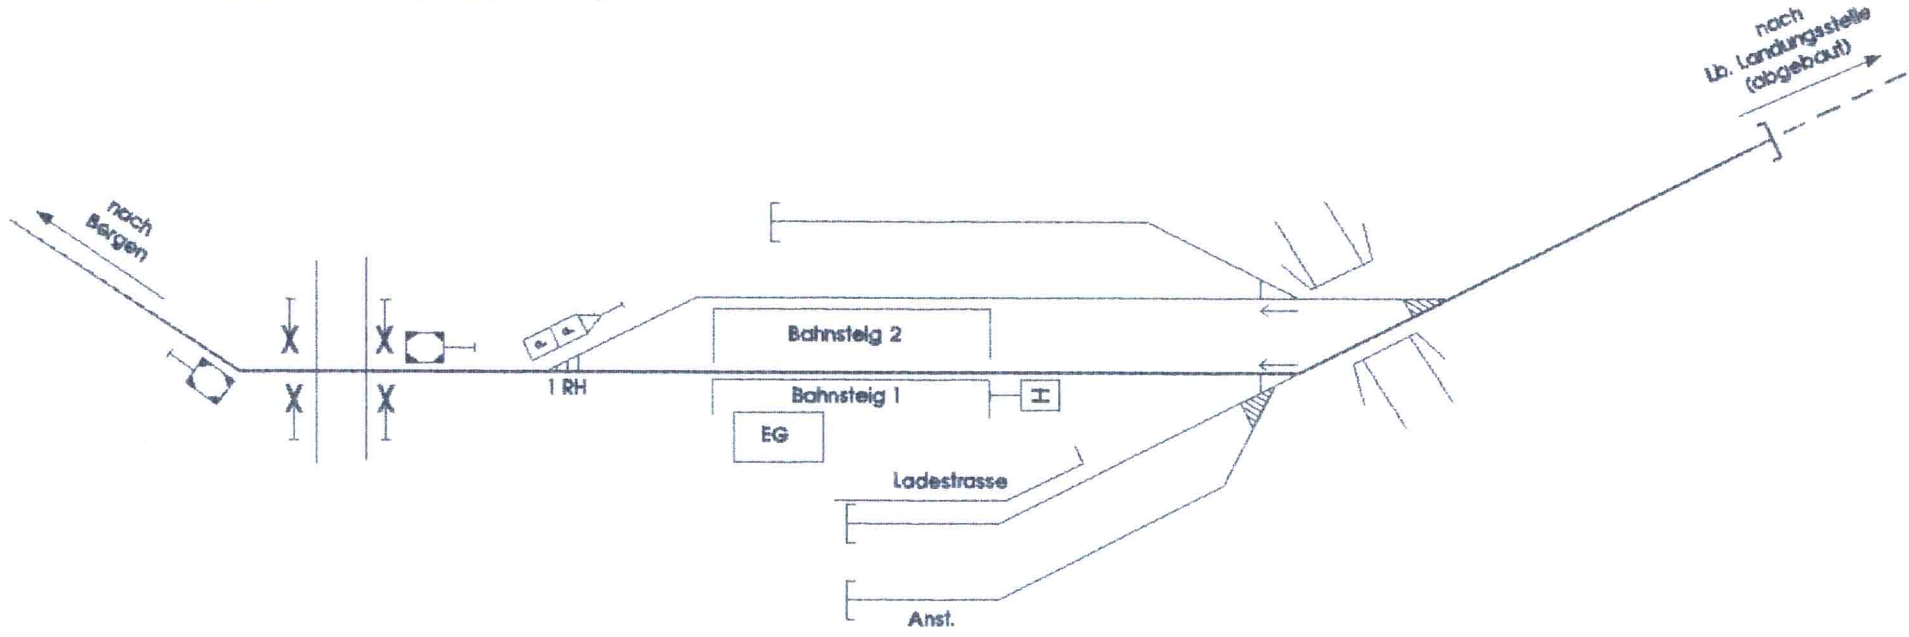 nach
Lb. Landungsstelle
(abgebaut)
nach
Bergen
P P
1 RH
Bahnsteig 2
Bahnsteig 1
H
EG
Ladestrasse
Anst.